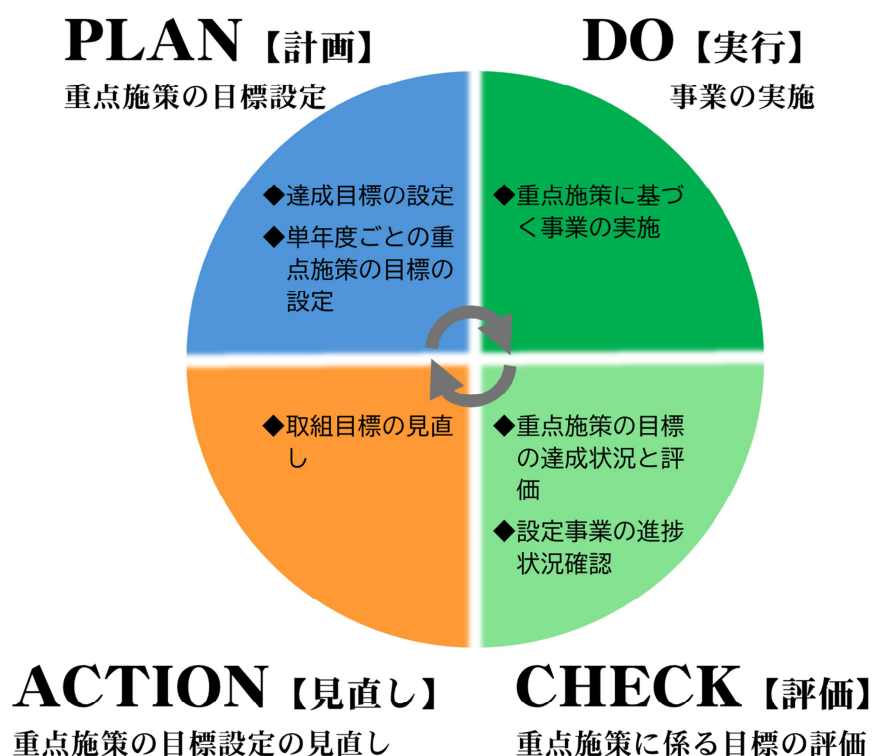 PLAN【計画】
重点施策の目標設定
DO【実行】
事業の実施
◆達成目標の設定
◆単年度ごとの重
点施策の目標の
設定
◆重点施策に基づ
く事業の実施
◆取組目標の見直
し
◆重点施策の目標
の達成状況と評
価
◆設定事業の進捗
状況確認
ACTION【見直し】
重点施策の目標設定の見直し
CHECK【評価】
重点施策に係る目標の評価